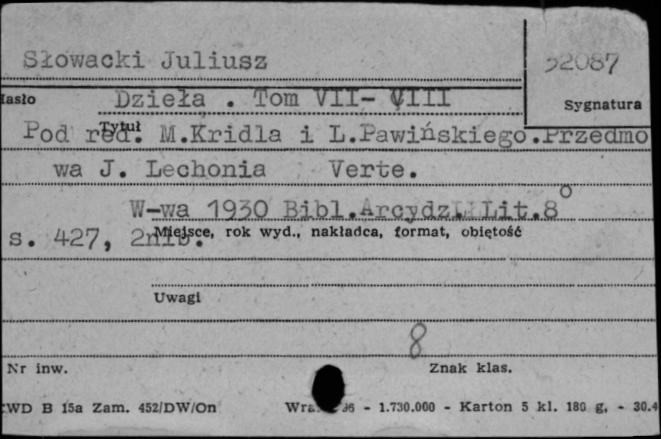 Słowacki Juliusz
Hasło
Dzieła . Tom VII- VIII
Sygnatura
Tytuł
Pod red. M.Kridla i L.Pawińskiego.Przedmo
wa J. Lechonia Verte.
W-wa 1930 Bibl.Arcydz. Lit.8°
Miejsce, rok wyd., nakładca, format, objętość
s. 427, 2nlb.
Uwagi
8
Nr inw. Znak klas.
WD B 15a Zam. 452/DW/On - 1.730.000 - Karton 5 kl. 180 g. - 30.4